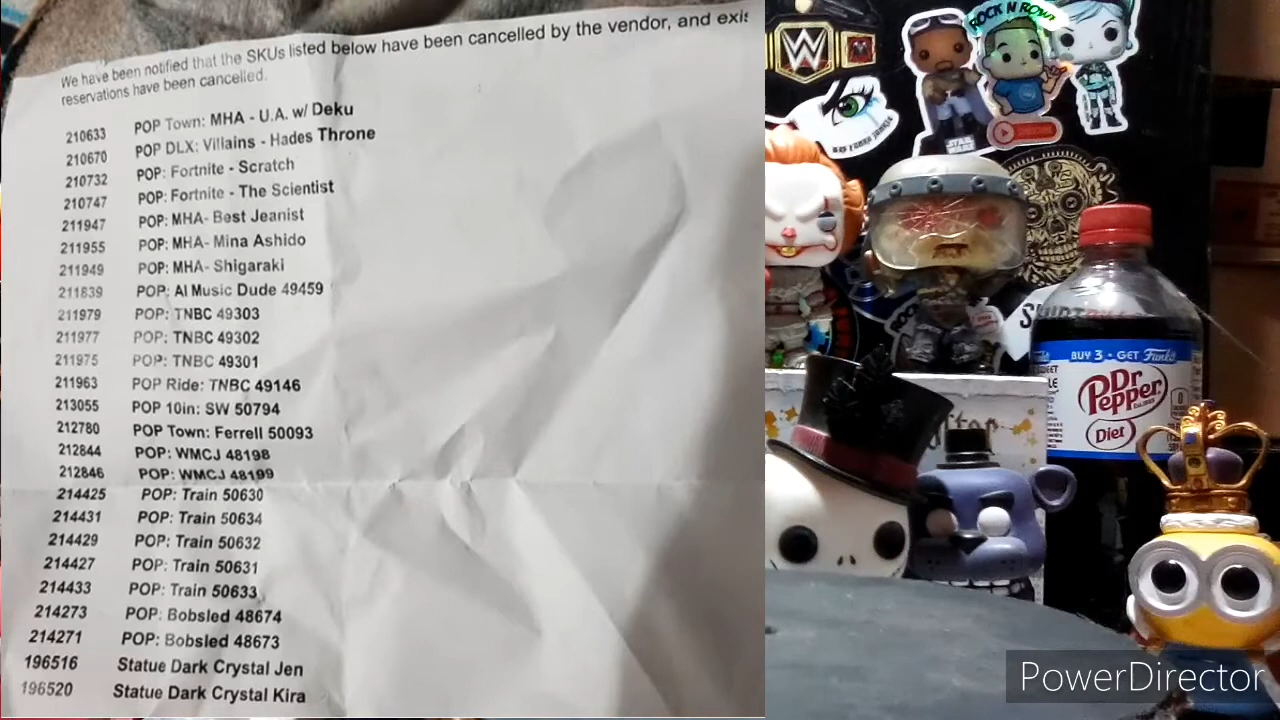 We have been notified that the SKUs listed below have been cancelled by the vendor, and
reservations have been cancelled.
210633 POP Town: MHA - U.A. w/ Deku
210670 POP DLX: Villains - Hades Throne
210732 POP: Fortnite - Scratch
210747 POP: Fortnite - The Scientist
211947 POP: MHA- Best Jeanist
211955 POP: MHA- Mina Ashido
211949 POP: MHA- Shigaraki
211839 POP: Al Music Dude 49459
211979 POP: TNBC 49303
211977 POP: TNBC 49302
211975 POP: TNBC 49301
211963 POP Ride: TNBC 49146
213055 POP 10in: SW 50794
212780 POP Town: Ferrell 50093
212844 POP: WMCJ 48198
212846 POP: WMCJ 48199
214425 POP: Train 50630
214431 POP: Train 50634
214429 POP: Train 50632
214427 POP: Train 50631
214433 POP: Train 50633
214273 POP: Bobsled 48674
214271 POP: Bobsled 48673
196516 Statue Dark Crystal Jen
196520 Statue Dark Crystal Kira
ROCK N ROW
W
STAR
WARS
BUY 3 • GET Funko
Dr
Pepper
Diet
PowerDirector